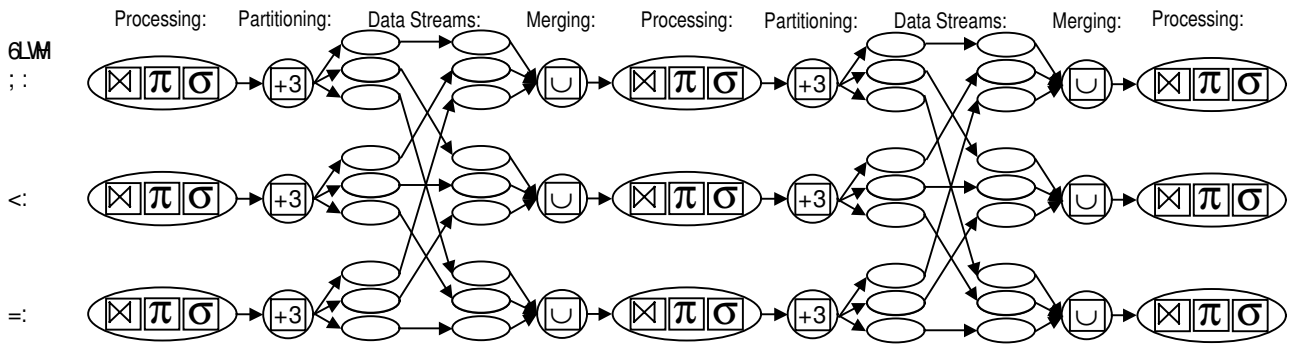 Processing: Partitioning: Data Streams: Merging: Processing: Partitioning: Data Streams: Merging: Processing:
; :
⋈ π σ +3 ∪ ⋈ π σ +3 ∪ ⋈ π σ
<: ⋈ π σ +3 ∪ ⋈ π σ +3 ∪ ⋈ π σ
=: ⋈ π σ +3 ∪ ⋈ π σ +3 ∪ ⋈ π σ